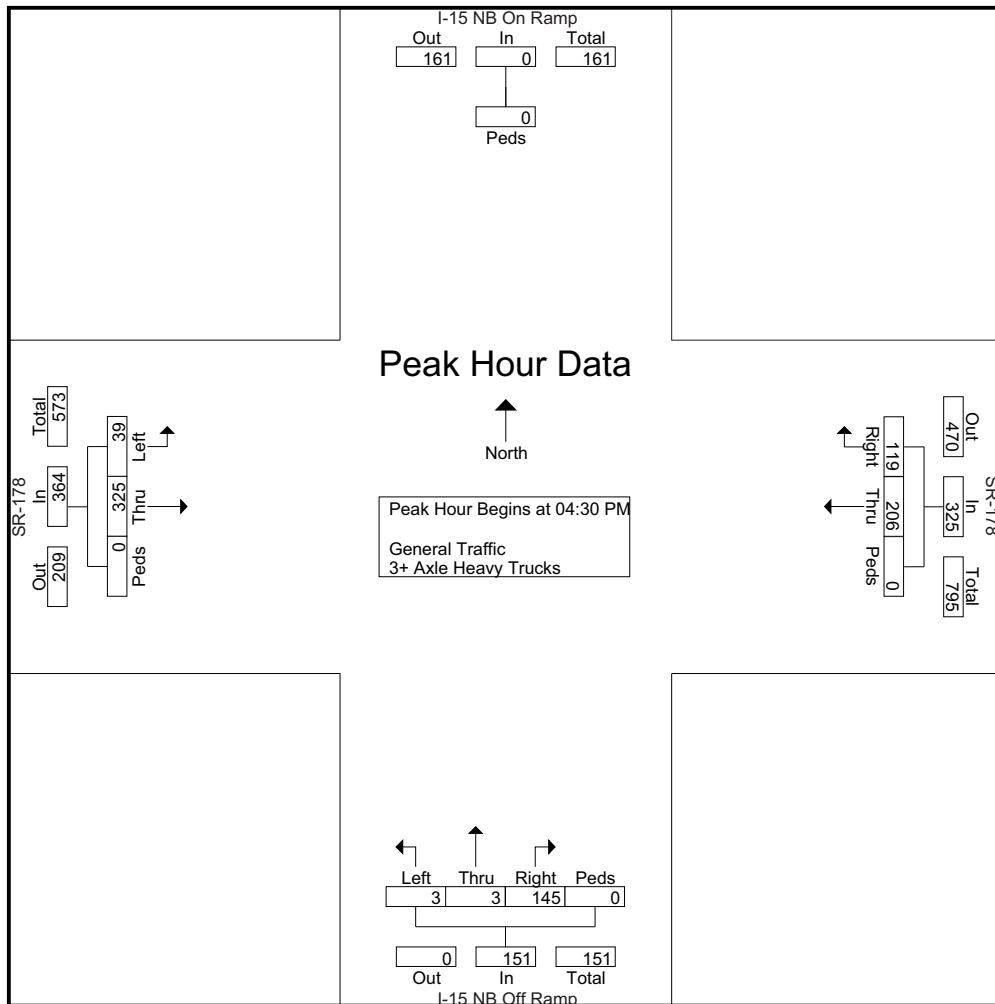 I-15 NB On Ramp
Out In Total
161 0 161
0
Peds
Peak Hour Data
North
Peak Hour Begins at 04:30 PM
General Traffic
3+ Axle Heavy Trucks
SR-178
Total In Out
573 364 209
39 325 0
Left Thru Peds
Right Thru Peds
119 206 0
Out In Total
470 325 795
SR-178
Left Thru Right Peds
3 3 145 0
0 151 151
Out In Total
I-15 NB Off Ramp